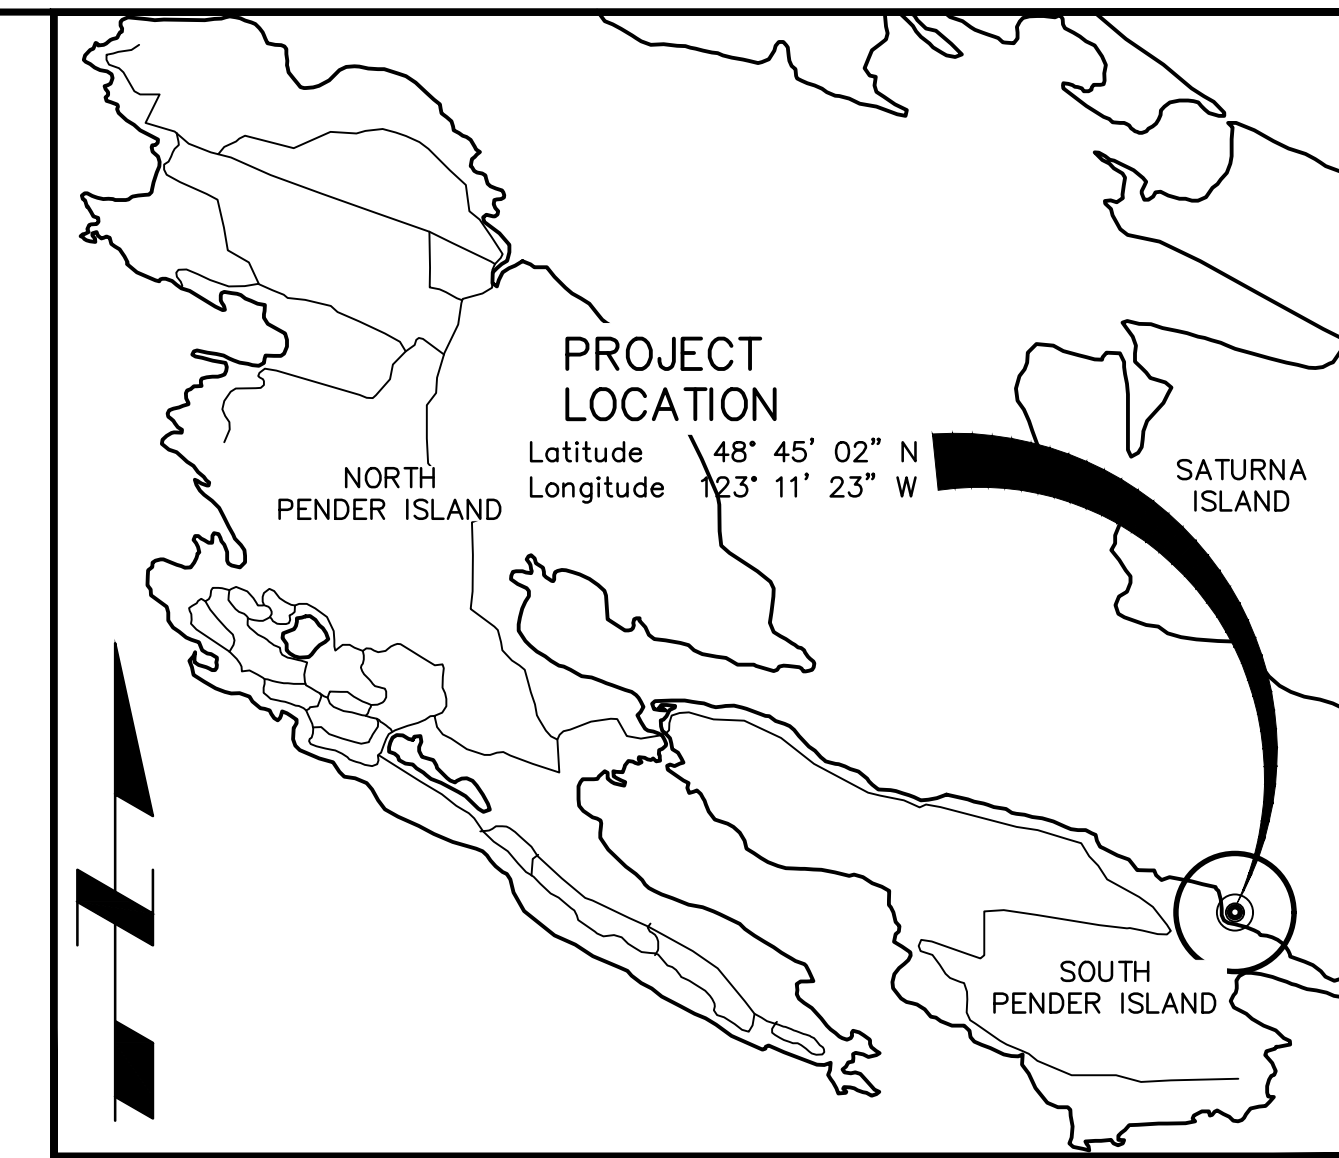 PROJECT
LOCATION
Latitude 48° 45' 02" N
Longitude 123° 11' 23" W
NORTH
PENDER ISLAND
SATURNA
ISLAND
SOUTH
PENDER ISLAND